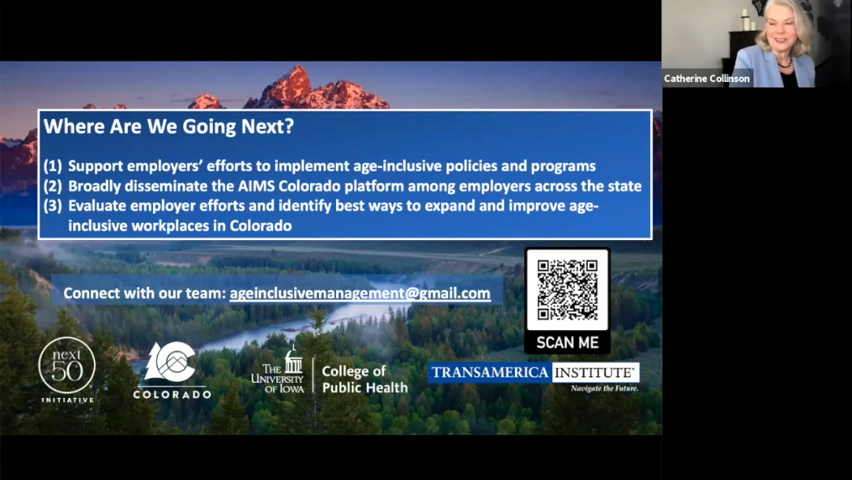 Catherine Collinson
Where Are We Going Next?
(1) Support employers' efforts to implement age-inclusive policies and programs
(2) Broadly disseminate the AIMS Colorado platform among employers across the state
(3) Evaluate employer efforts and identify best ways to expand and improve age-
inclusive workplaces in Colorado
Connect with our team: ageinclusivemanagement@gmail.com
SCAN ME
next
50
INITIATIVE
COLORADO
THE
UNIVERSITY
OF IOWA
College of
Public Health
TRANSAMERICA INSTITUTE®
Navigate the Future.